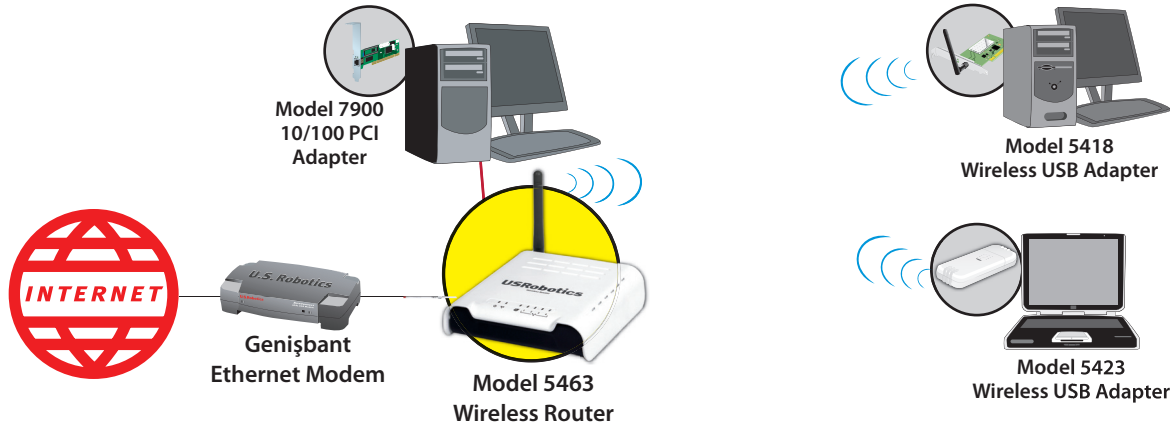 Model 7900
10/100 PCI
Adapter
Model 5418
Wireless USB Adapter
INTERNET
U.S. Robotics
USRobotics
Genişbant
Ethernet Modem
Model 5463
Wireless Router
Model 5423
Wireless USB Adapter